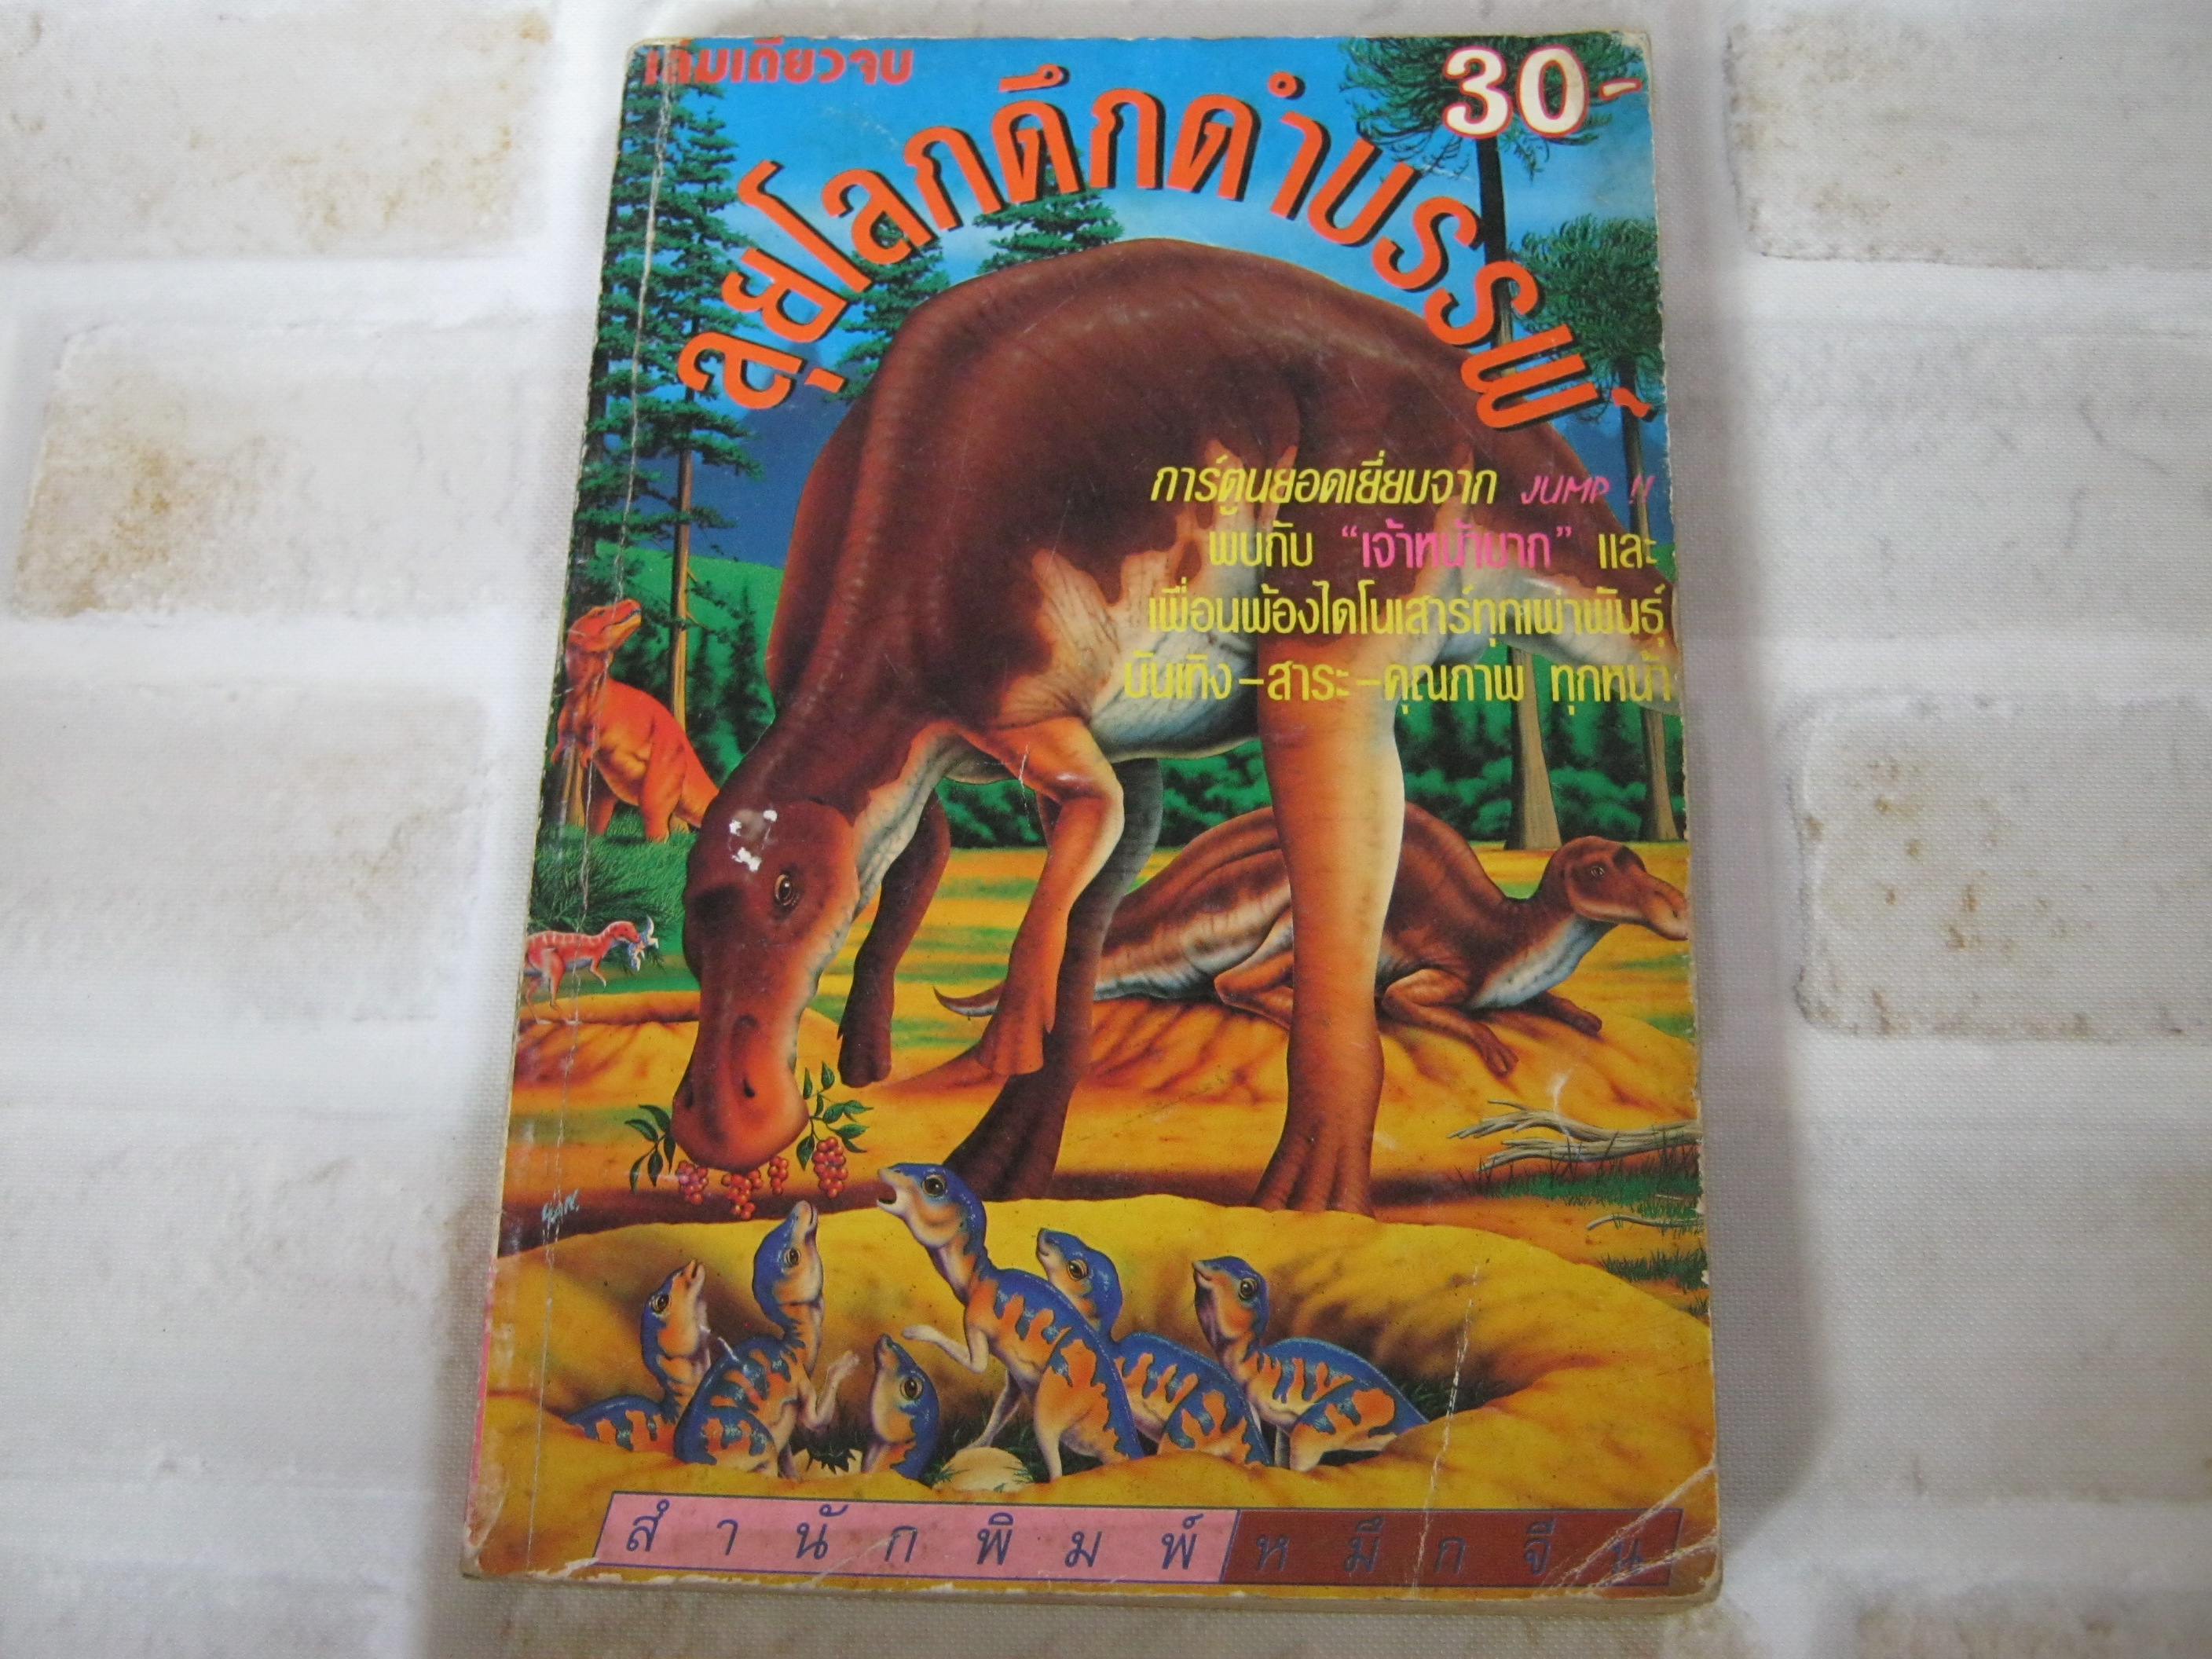 เล่มเดียวจบ
30.-
ลุยโลกดึกดำบรรพ์
การ์ตูนยอดเยี่ยมจาก JUMP !!
พบกับ “เจ้าหน้าบาก” และ
เพื่อนพ้องไดโนเสาร์ทุกเผ่าพันธุ์
บันเทิง-สาระ-คุณภาพ ทุกหน้า
สำนักพิมพ์หมึกจีน